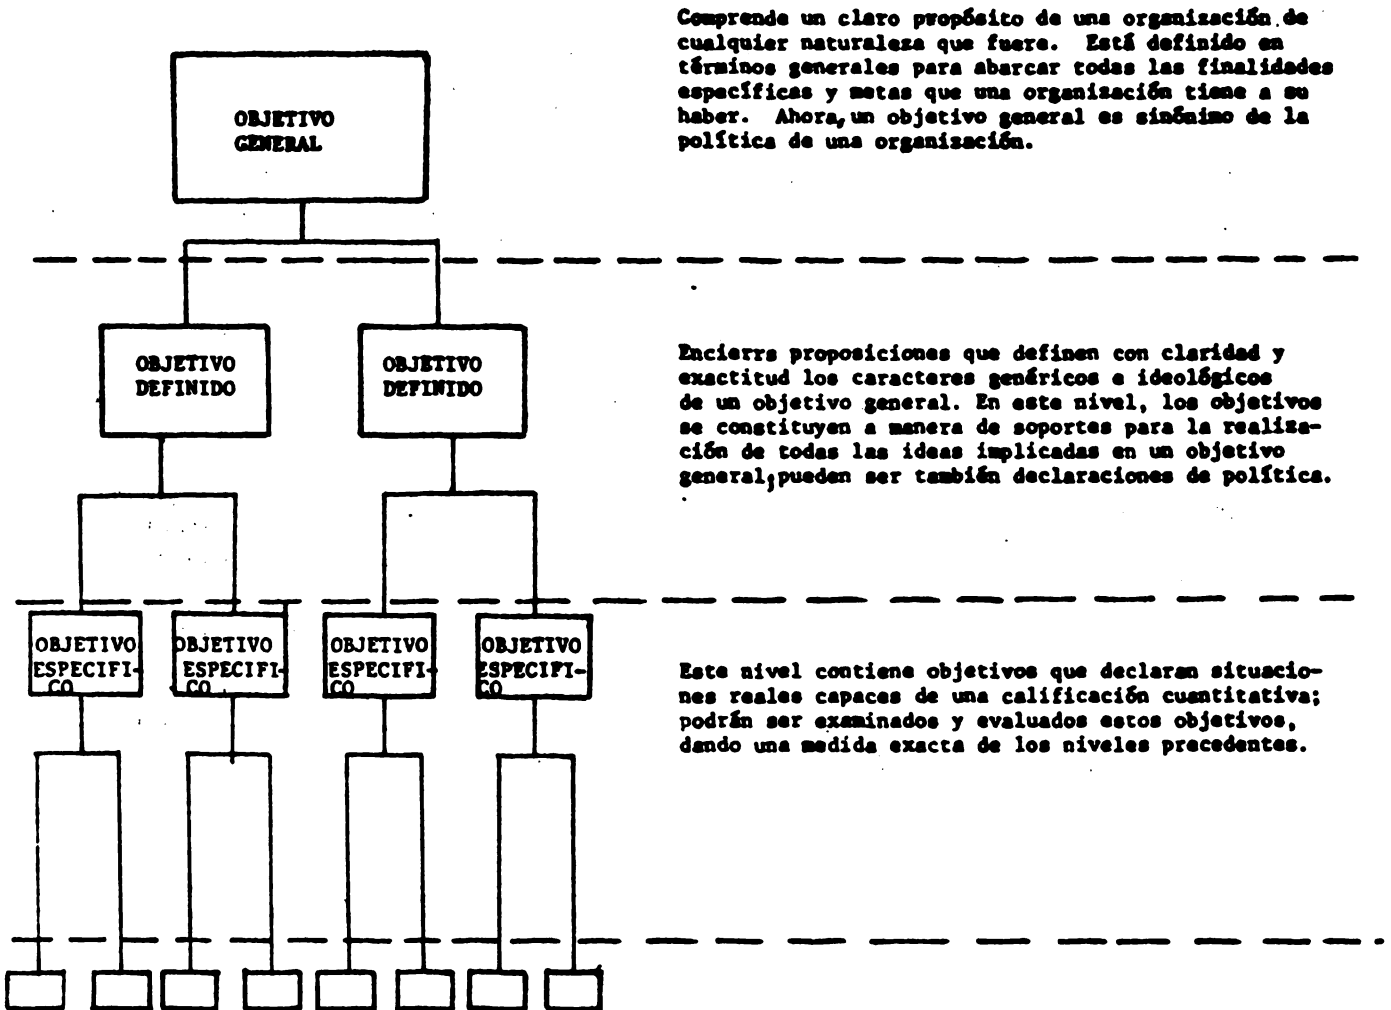 Comprende un claro propósito de una organización de
cualquier naturaleza que fuere. Está definido en
términos generales para abarcar todas las finalidades
específicas y metas que una organización tiene a su
haber. Ahora, un objetivo general es sinónimo de la
política de una organización.
OBJETIVO
GENERAL
OBJETIVO
DEFINIDO
OBJETIVO
DEFINIDO
Encierra proposiciones que definen con claridad y
exactitud los caracteres genéricos e ideológicos
de un objetivo general. En este nivel, los objetivos
se constituyen a manera de soportes para la realiza-
ción de todas las ideas implicadas en un objetivo
general; pueden ser también declaraciones de política.
OBJETIVO
ESPECIFI-
CO
OBJETIVO
ESPECIFI-
CO
OBJETIVO
ESPECIFI-
CO
OBJETIVO
ESPECIFI-
CO
Este nivel contiene objetivos que declaran situacio-
nes reales capaces de una calificación cuantitativa;
podrán ser examinados y evaluados estos objetivos,
dando una medida exacta de los niveles precedentes.